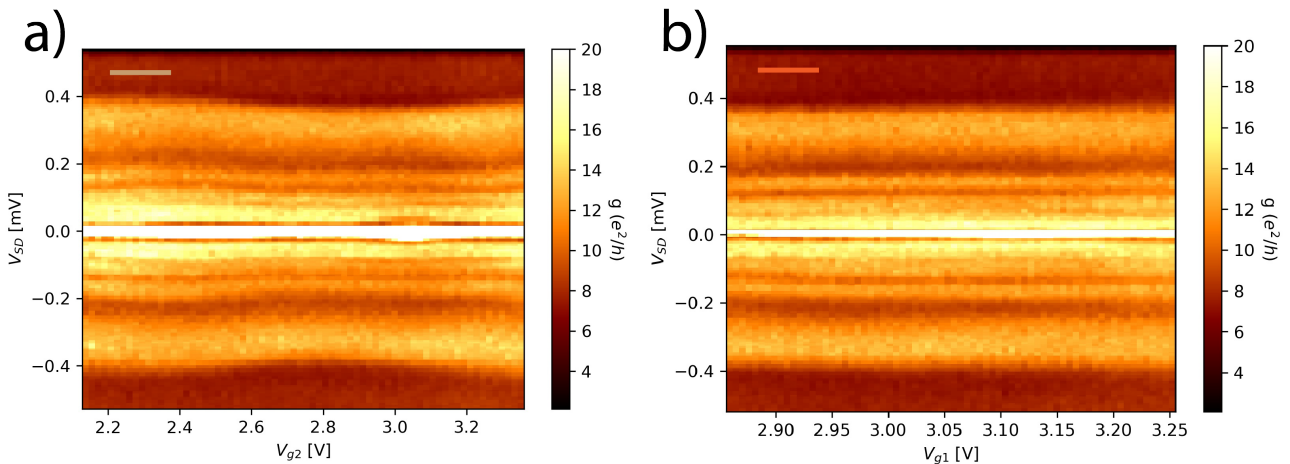 a)
0.4
0.2
0.0
−0.2
−0.4
V_SD [mV]
2.2 2.4 2.6 2.8 3.0 3.2
V_g2 [V]
20
18
16
14
12
10
8
6
4
g (e²/h)
b)
0.4
0.2
0.0
−0.2
−0.4
V_SD [mV]
2.90 2.95 3.00 3.05 3.10 3.15 3.20 3.25
V_g1 [V]
20
18
16
14
12
10
8
6
4
g (e²/h)